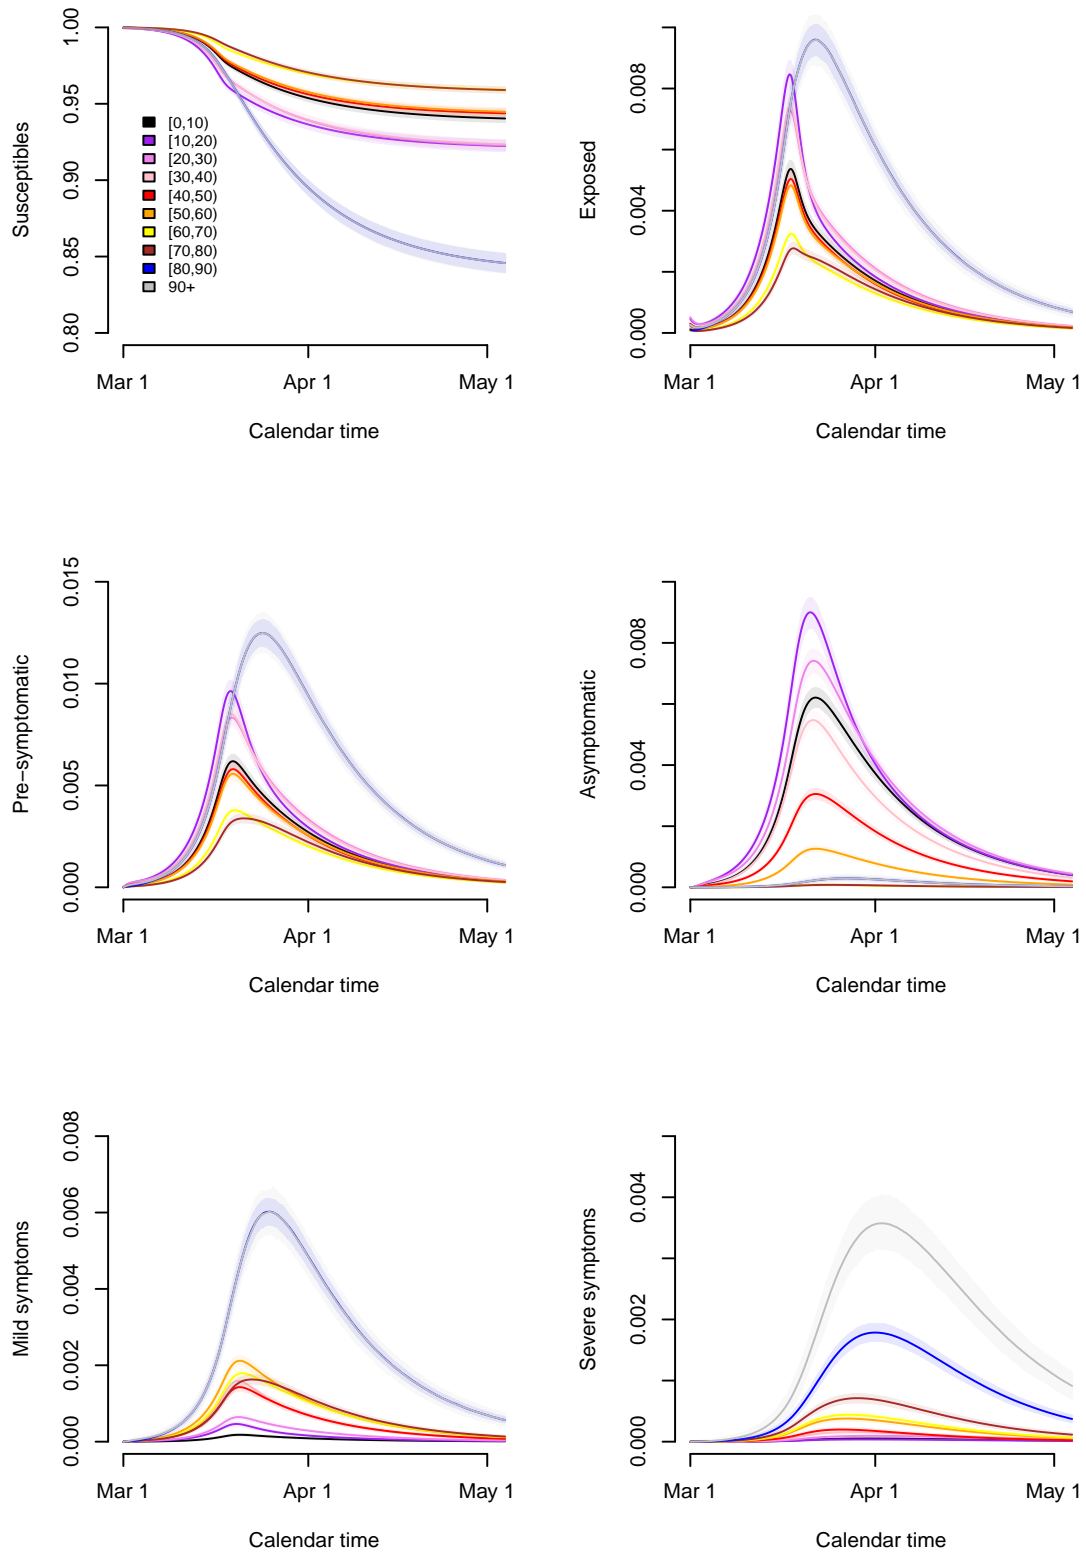 Susceptibles
1.00
0.95
0.90
0.85
0.80
[0,10)
[10,20)
[20,30)
[30,40)
[40,50)
[50,60)
[60,70)
[70,80)
[80,90)
90+
Mar 1 Apr 1 May 1
Calendar time
Exposed
0.008
0.004
0.000
Mar 1 Apr 1 May 1
Calendar time
Pre−symptomatic
0.015
0.010
0.005
0.000
Mar 1 Apr 1 May 1
Calendar time
Asymptomatic
0.008
0.004
0.000
Mar 1 Apr 1 May 1
Calendar time
Mild symptoms
0.008
0.006
0.004
0.002
0.000
Mar 1 Apr 1 May 1
Calendar time
Severe symptoms
0.004
0.002
0.000
Mar 1 Apr 1 May 1
Calendar time